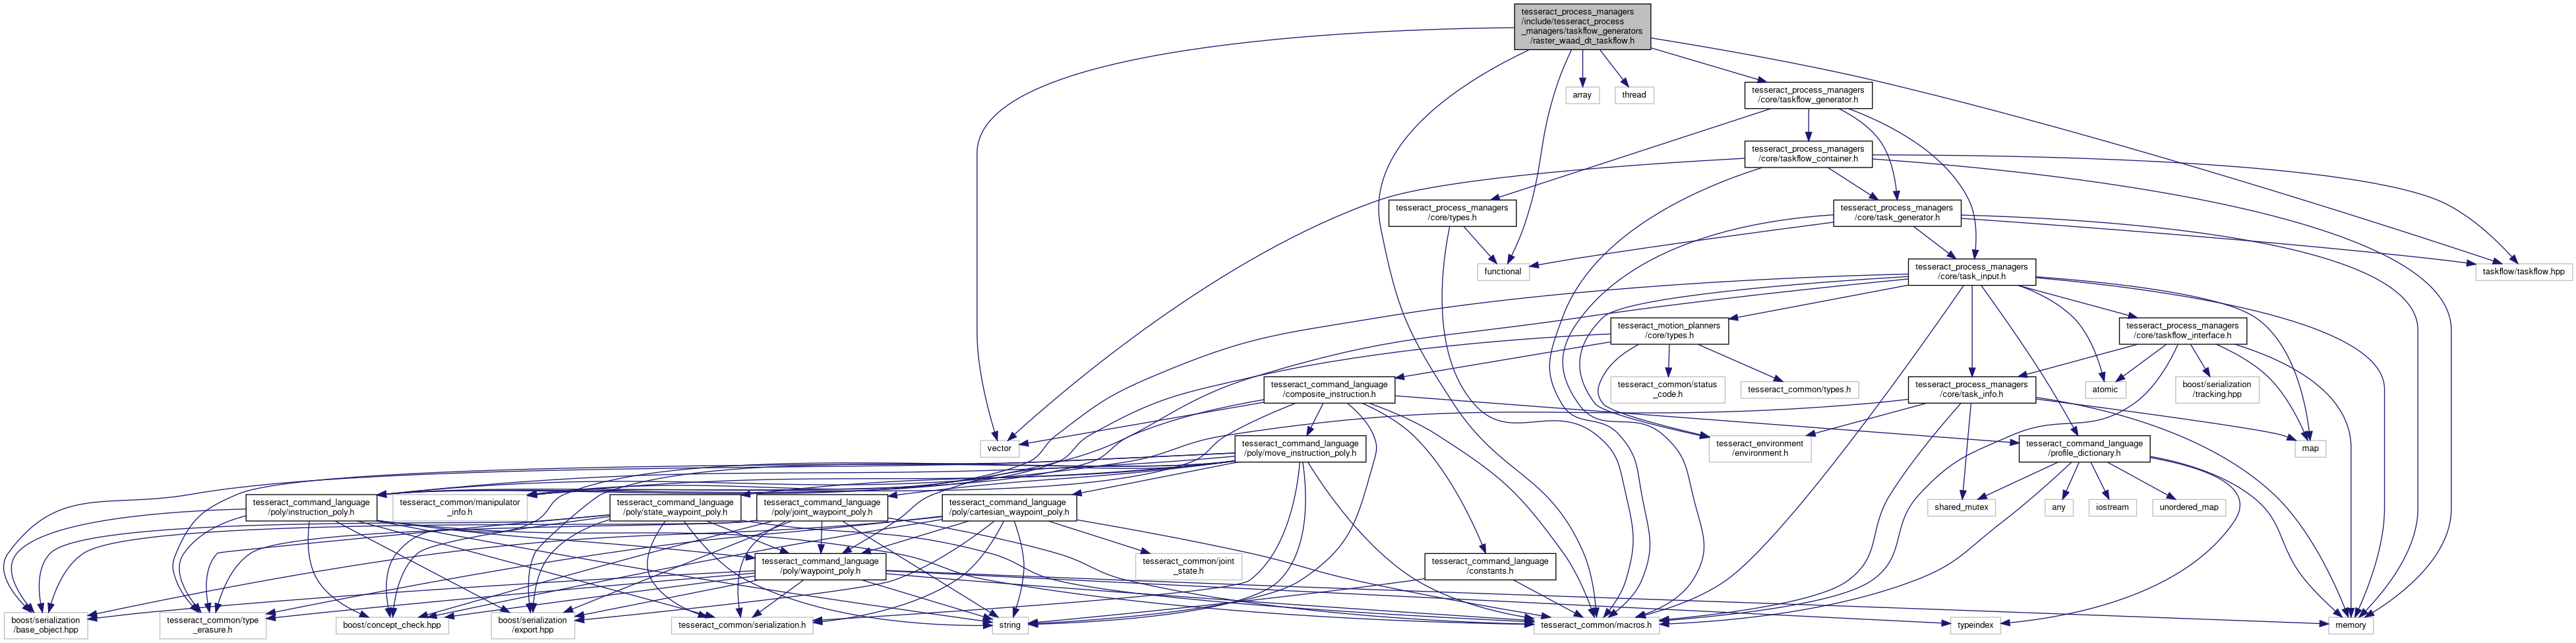 tesseract_process_managers
/include/tesseract_process
_managers/taskflow_generators
/raster_waad_dt_taskflow.h
array
thread
tesseract_process_managers
/core/taskflow_generator.h
tesseract_process_managers
/core/taskflow_container.h
tesseract_process_managers
/core/types.h
tesseract_process_managers
/core/task_generator.h
functional
tesseract_process_managers
/core/task_input.h
taskflow/taskflow.hpp
tesseract_motion_planners
/core/types.h
tesseract_process_managers
/core/taskflow_interface.h
tesseract_command_language
/composite_instruction.h
tesseract_common/status
_code.h
tesseract_common/types.h
tesseract_process_managers
/core/task_info.h
atomic
boost/serialization
/tracking.hpp
vector
tesseract_command_language
/poly/move_instruction_poly.h
tesseract_environment
/environment.h
tesseract_command_language
/profile_dictionary.h
map
tesseract_command_language
/poly/instruction_poly.h
tesseract_common/manipulator
_info.h
tesseract_command_language
/poly/state_waypoint_poly.h
tesseract_command_language
/poly/joint_waypoint_poly.h
tesseract_command_language
/poly/cartesian_waypoint_poly.h
shared_mutex
any
iostream
unordered_map
tesseract_command_language
/poly/waypoint_poly.h
tesseract_common/joint
_state.h
tesseract_command_language
/constants.h
boost/serialization
/base_object.hpp
tesseract_common/type
_erasure.h
boost/concept_check.hpp
boost/serialization
/export.hpp
tesseract_common/serialization.h
string
tesseract_common/macros.h
typeindex
memory